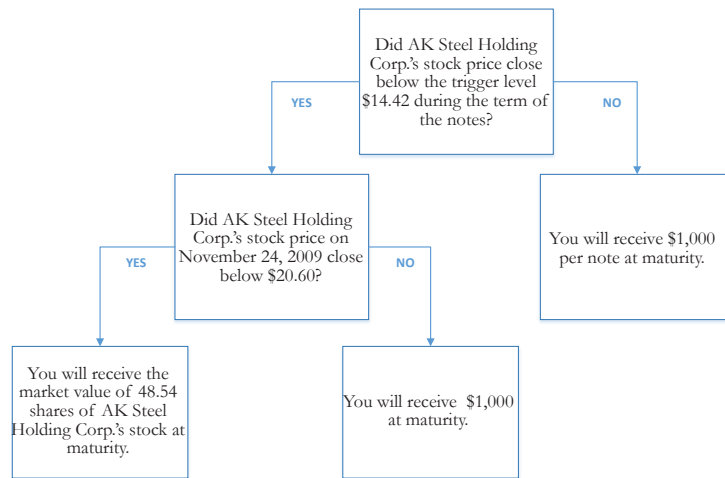 Did AK Steel Holding
Corp.'s stock price close
below the trigger level
$14.42 during the term of
the notes?
YES
NO
Did AK Steel Holding
Corp.'s stock price on
November 24, 2009 close
below $20.60?
You will receive $1,000
per note at maturity.
YES
NO
You will receive the
market value of 48.54
shares of AK Steel
Holding Corp.'s stock at
maturity.
You will receive $1,000
at maturity.